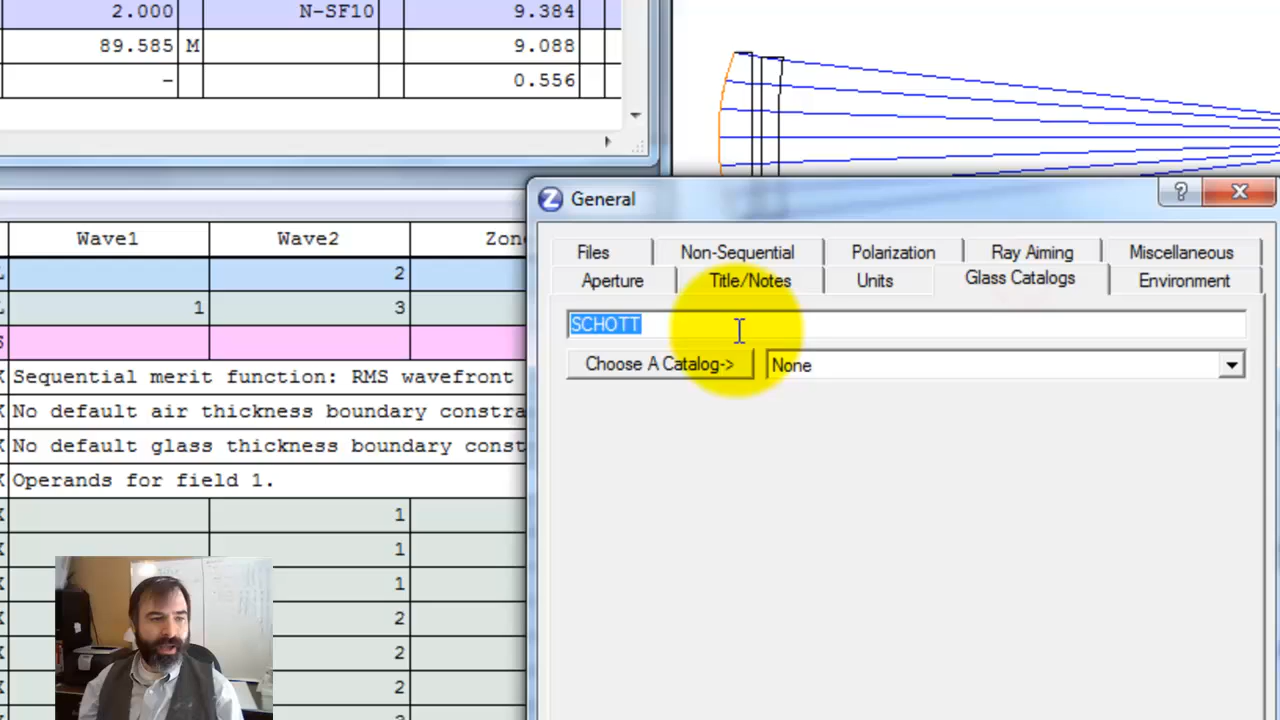 2.000 N-SF10 9.384
89.585 M 9.088
- 0.556
General
Files Non-Sequential Polarization Ray Aiming Miscellaneous
Aperture Title/Notes Units Glass Catalogs Environment
SCHOTT
Choose A Catalog-> None
Wave1 Wave2 Zon
2
1 3
Sequential merit function: RMS wavefront
No default air thickness boundary constra
No default glass thickness boundary const
Operands for field 1.
1
1
1
2
2
2